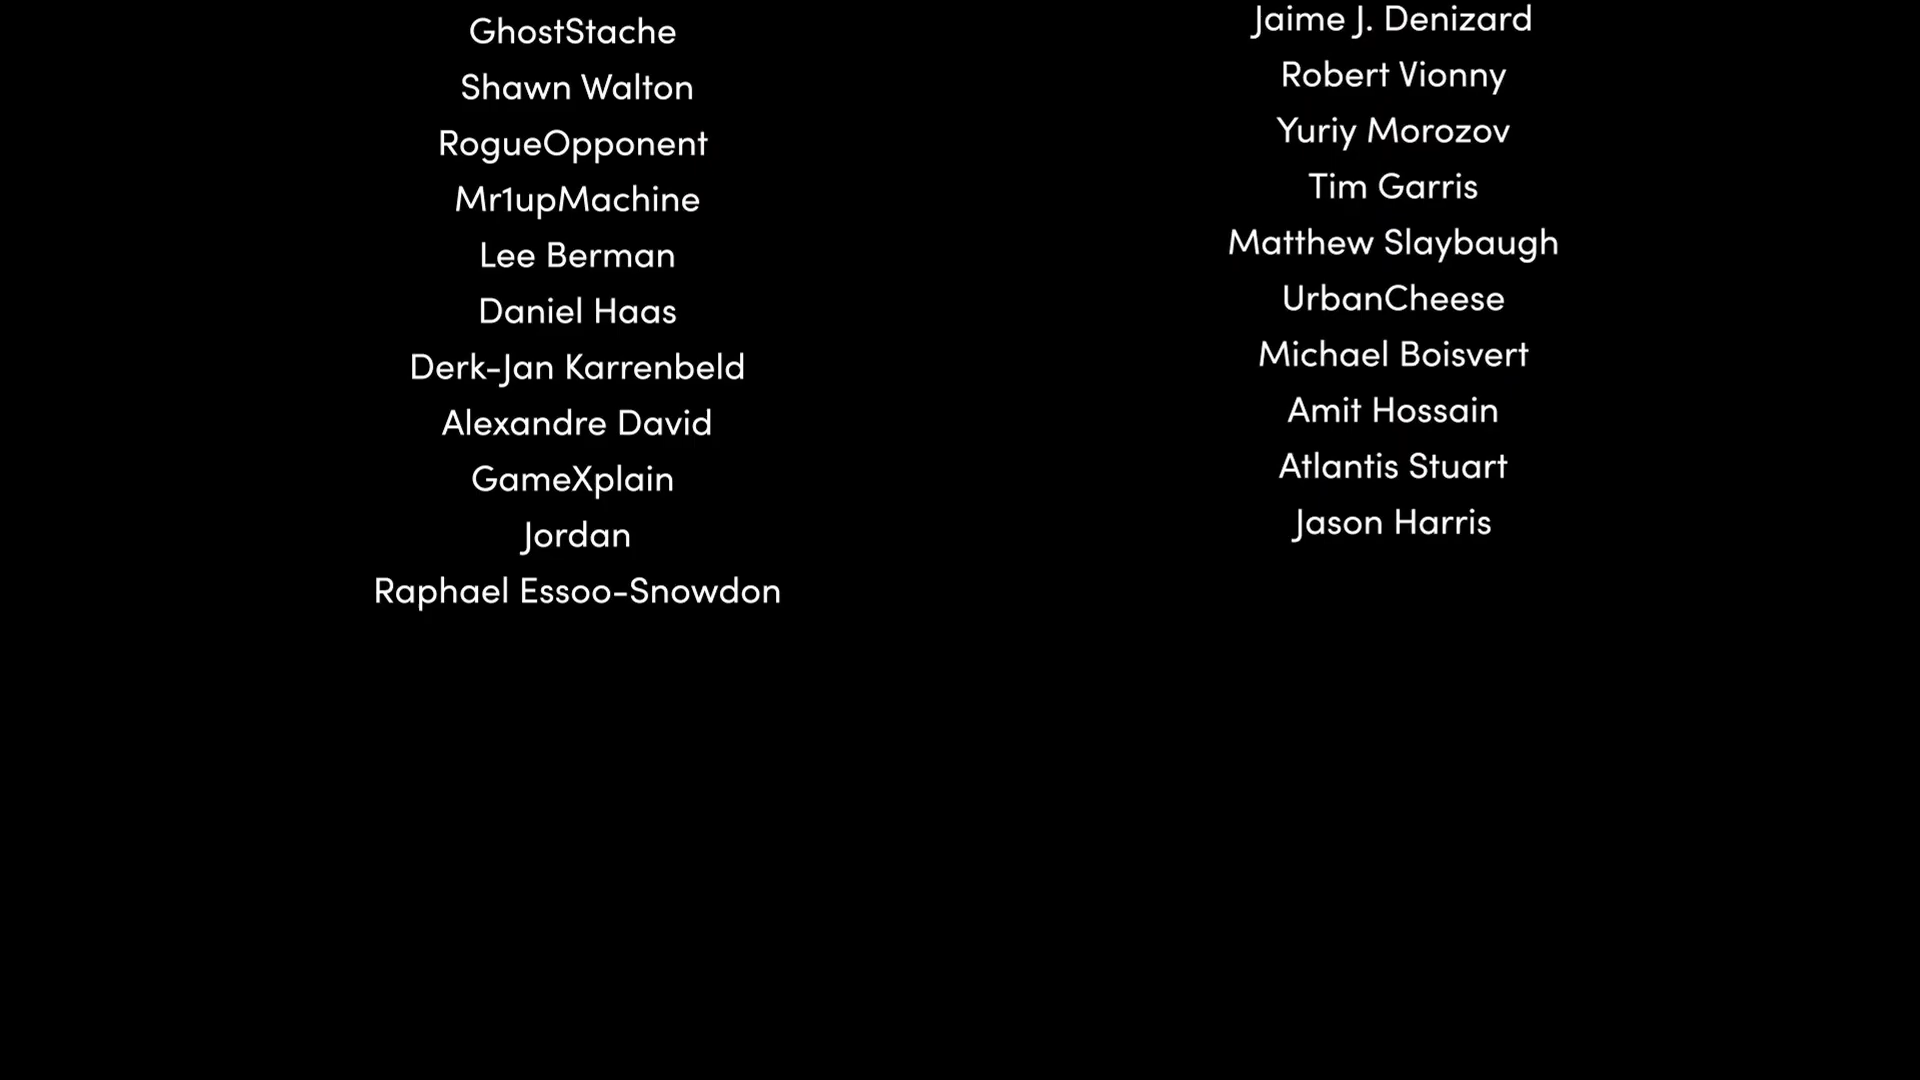 GhostStache
Shawn Walton
RogueOpponent
Mr1upMachine
Lee Berman
Daniel Haas
Derk-Jan Karrenbeld
Alexandre David
GameXplain
Jordan
Raphael Essoo-Snowdon
Jaime J. Denizard
Robert Vionny
Yuriy Morozov
Tim Garris
Matthew Slaybaugh
UrbanCheese
Michael Boisvert
Amit Hossain
Atlantis Stuart
Jason Harris